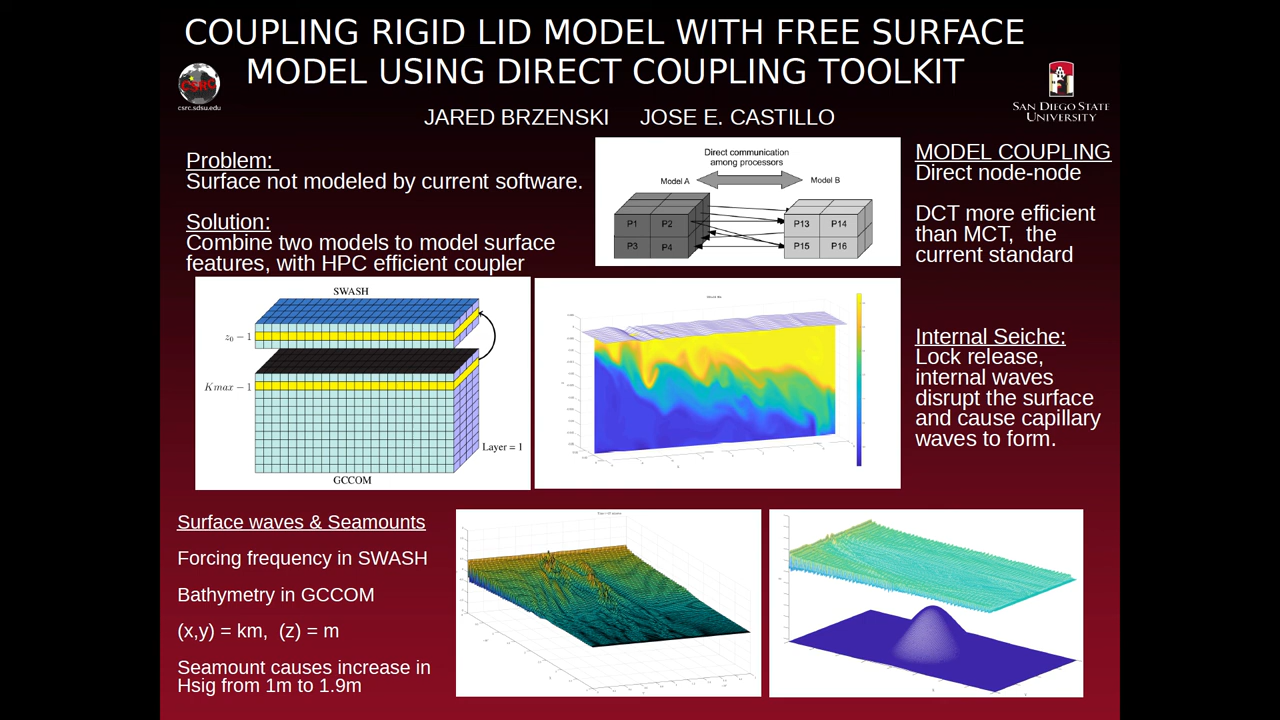 COUPLING RIGID LID MODEL WITH FREE SURFACE
MODEL USING DIRECT COUPLING TOOLKIT
CSRC
csrc.sdsu.edu
SAN DIEGO STATE
UNIVERSITY
JARED BRZENSKI JOSE E. CASTILLO
Problem:
Surface not modeled by current software.
Solution:
Combine two models to model surface
features, with HPC efficient coupler
Direct communication
among processors
Model A
Model B
P1 P2
P3 P4
P13 P14
P15 P16
MODEL COUPLING
Direct node-node
DCT more efficient
than MCT, the
current standard
SWASH
z₀ − 1
Kmax − 1
Layer = 1
GCCOM
Internal Seiche:
Lock release,
internal waves
disrupt the surface
and cause capillary
waves to form.
Surface waves & Seamounts
Forcing frequency in SWASH
Bathymetry in GCCOM
(x,y) = km, (z) = m
Seamount causes increase in
Hsig from 1m to 1.9m